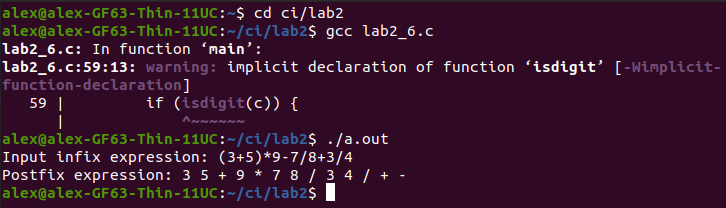 alex@alex-GF63-Thin-11UC:~$ cd ci/lab2
alex@alex-GF63-Thin-11UC:~/ci/lab2$ gcc lab2_6.c
lab2_6.c: In function ‘main’:
lab2_6.c:59:13: warning: implicit declaration of function ‘isdigit’ [-Wimplicit-
function-declaration]
   59 |         if (isdigit(c)) {
      |             ^~~~~~~
alex@alex-GF63-Thin-11UC:~/ci/lab2$ ./a.out
Input infix expression: (3+5)*9-7/8+3/4
Postfix expression: 3 5 + 9 * 7 8 / 3 4 / + -
alex@alex-GF63-Thin-11UC:~/ci/lab2$